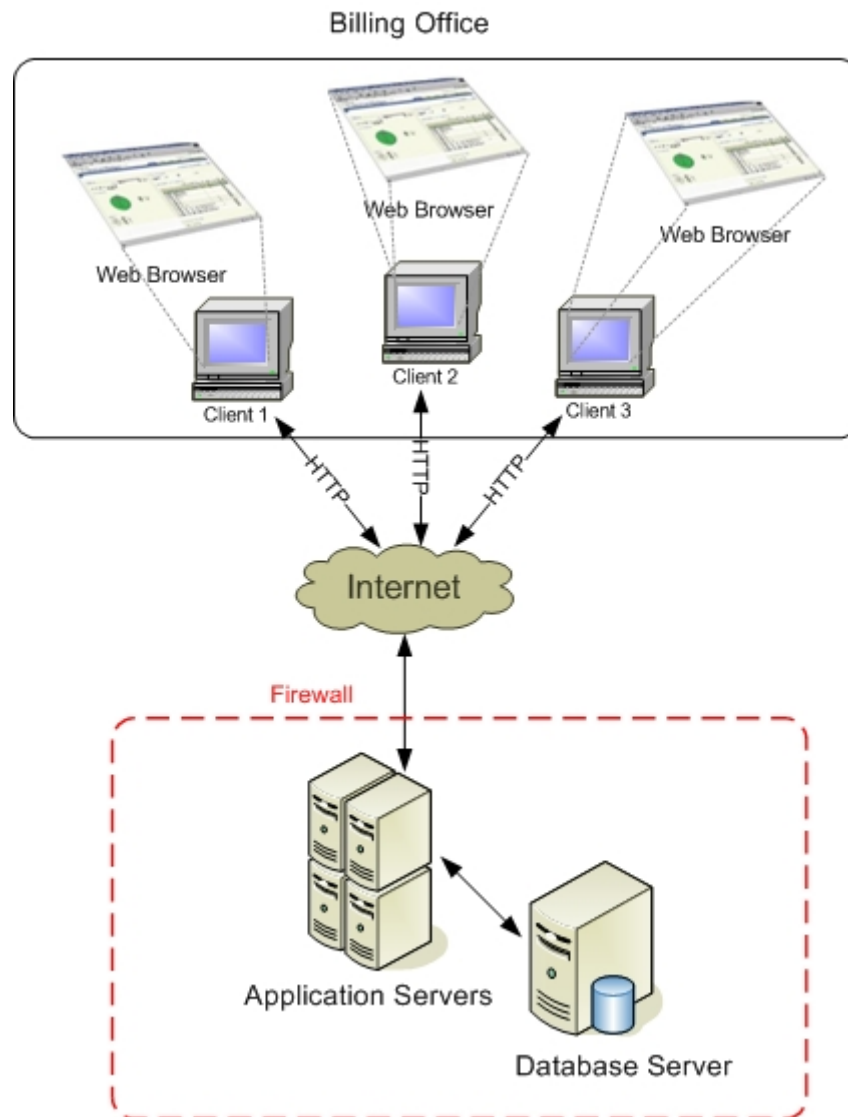 Billing Office
Web Browser
Web Browser
Web Browser
Client 1
Client 2
Client 3
HTTP
HTTP
HTTP
Internet
Firewall
Application Servers
Database Server